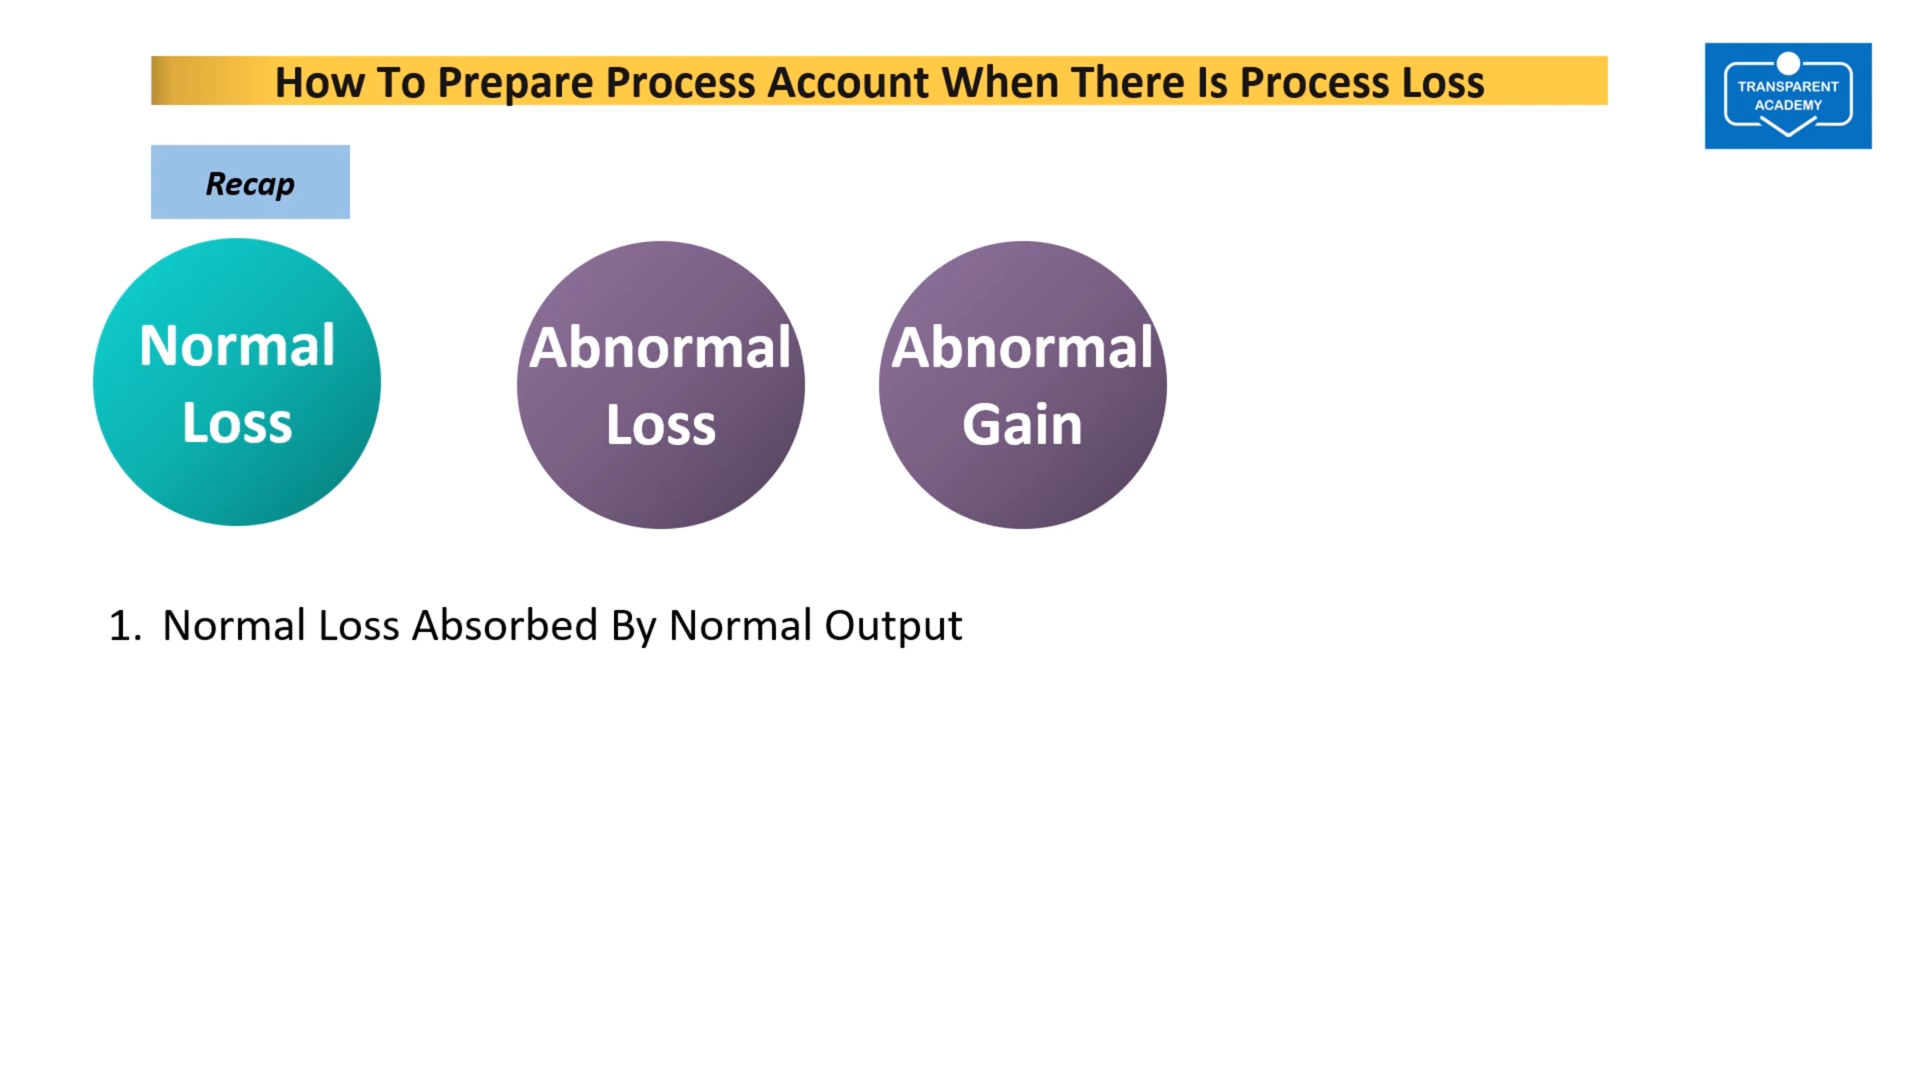 How To Prepare Process Account When There Is Process Loss
TRANSPARENT
ACADEMY
Recap
Normal
Loss
Abnormal
Loss
Abnormal
Gain
1. Normal Loss Absorbed By Normal Output